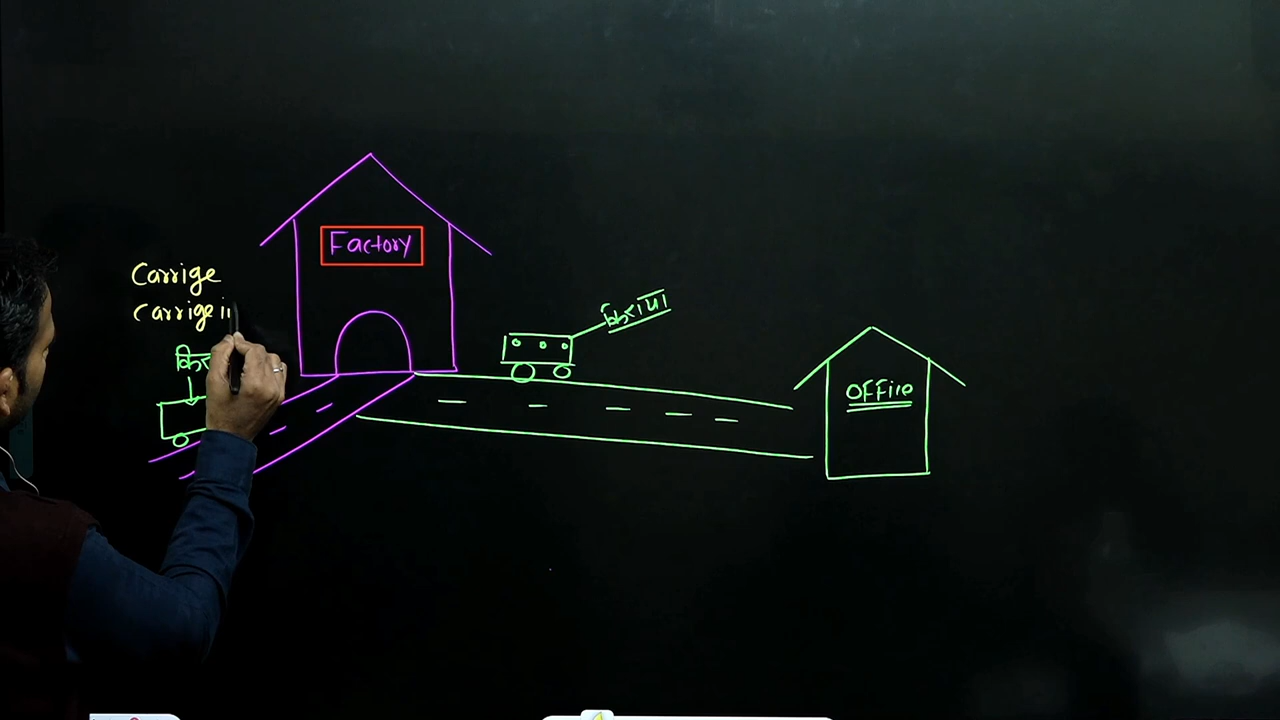 Factory
Carrige
Carrige i
किराया
OFFice